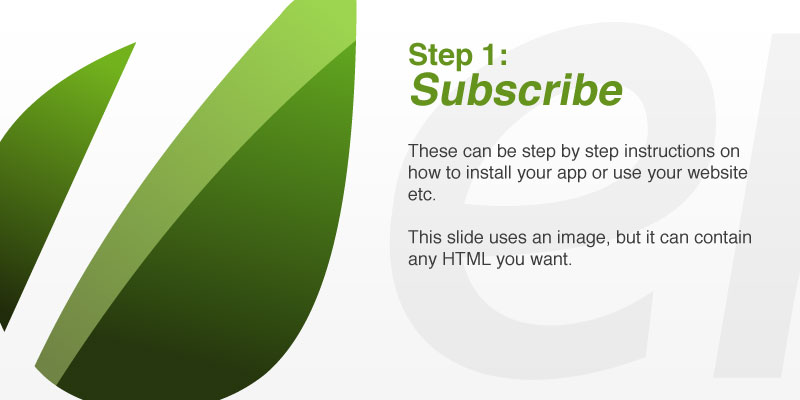 Step 1:
Subscribe
These can be step by step instructions on
how to install your app or use your website
etc.
This slide uses an image, but it can contain
any HTML you want.